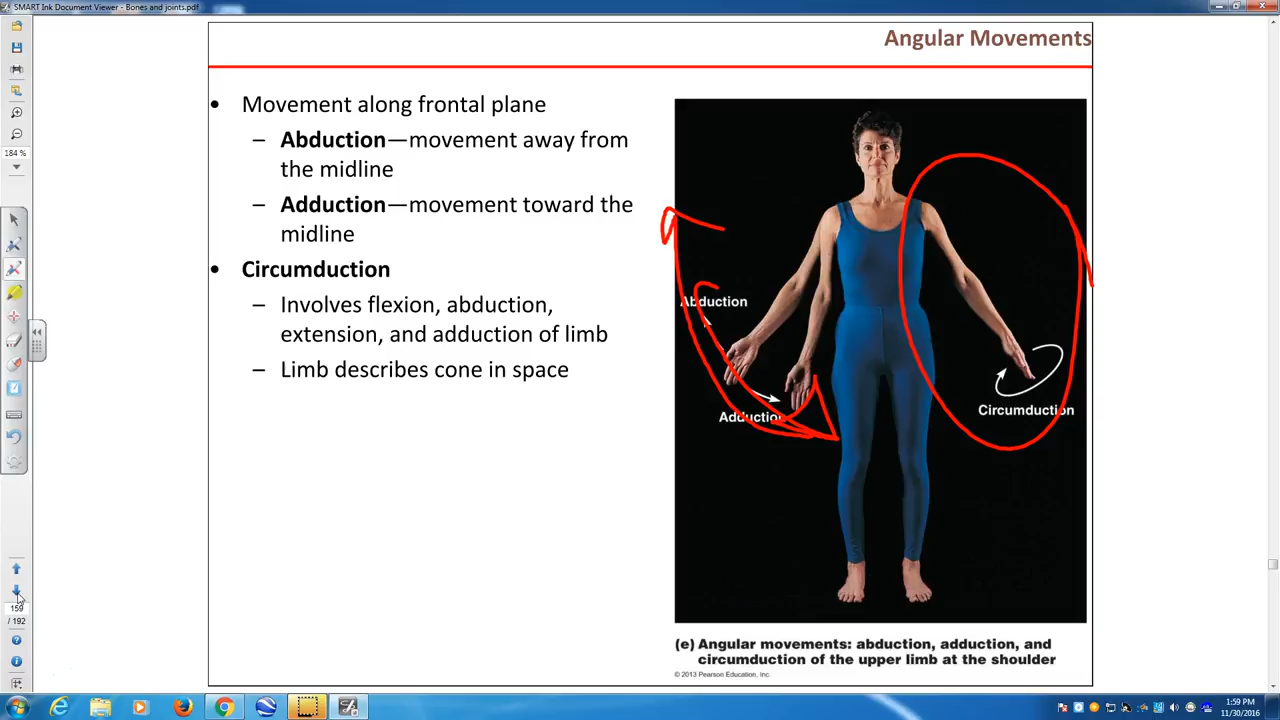 SMART Ink Document Viewer - Bones and joints.pdf
Angular Movements
• Movement along frontal plane
– Abduction—movement away from
the midline
– Adduction—movement toward the
midline
• Circumduction
– Involves flexion, abduction,
extension, and adduction of limb
– Limb describes cone in space
Abduction
Adduction
Circumduction
(e) Angular movements: abduction, adduction, and
circumduction of the upper limb at the shoulder
© 2013 Pearson Education, Inc.
184 %
159
/ 192
1:59 PM
11/30/2016